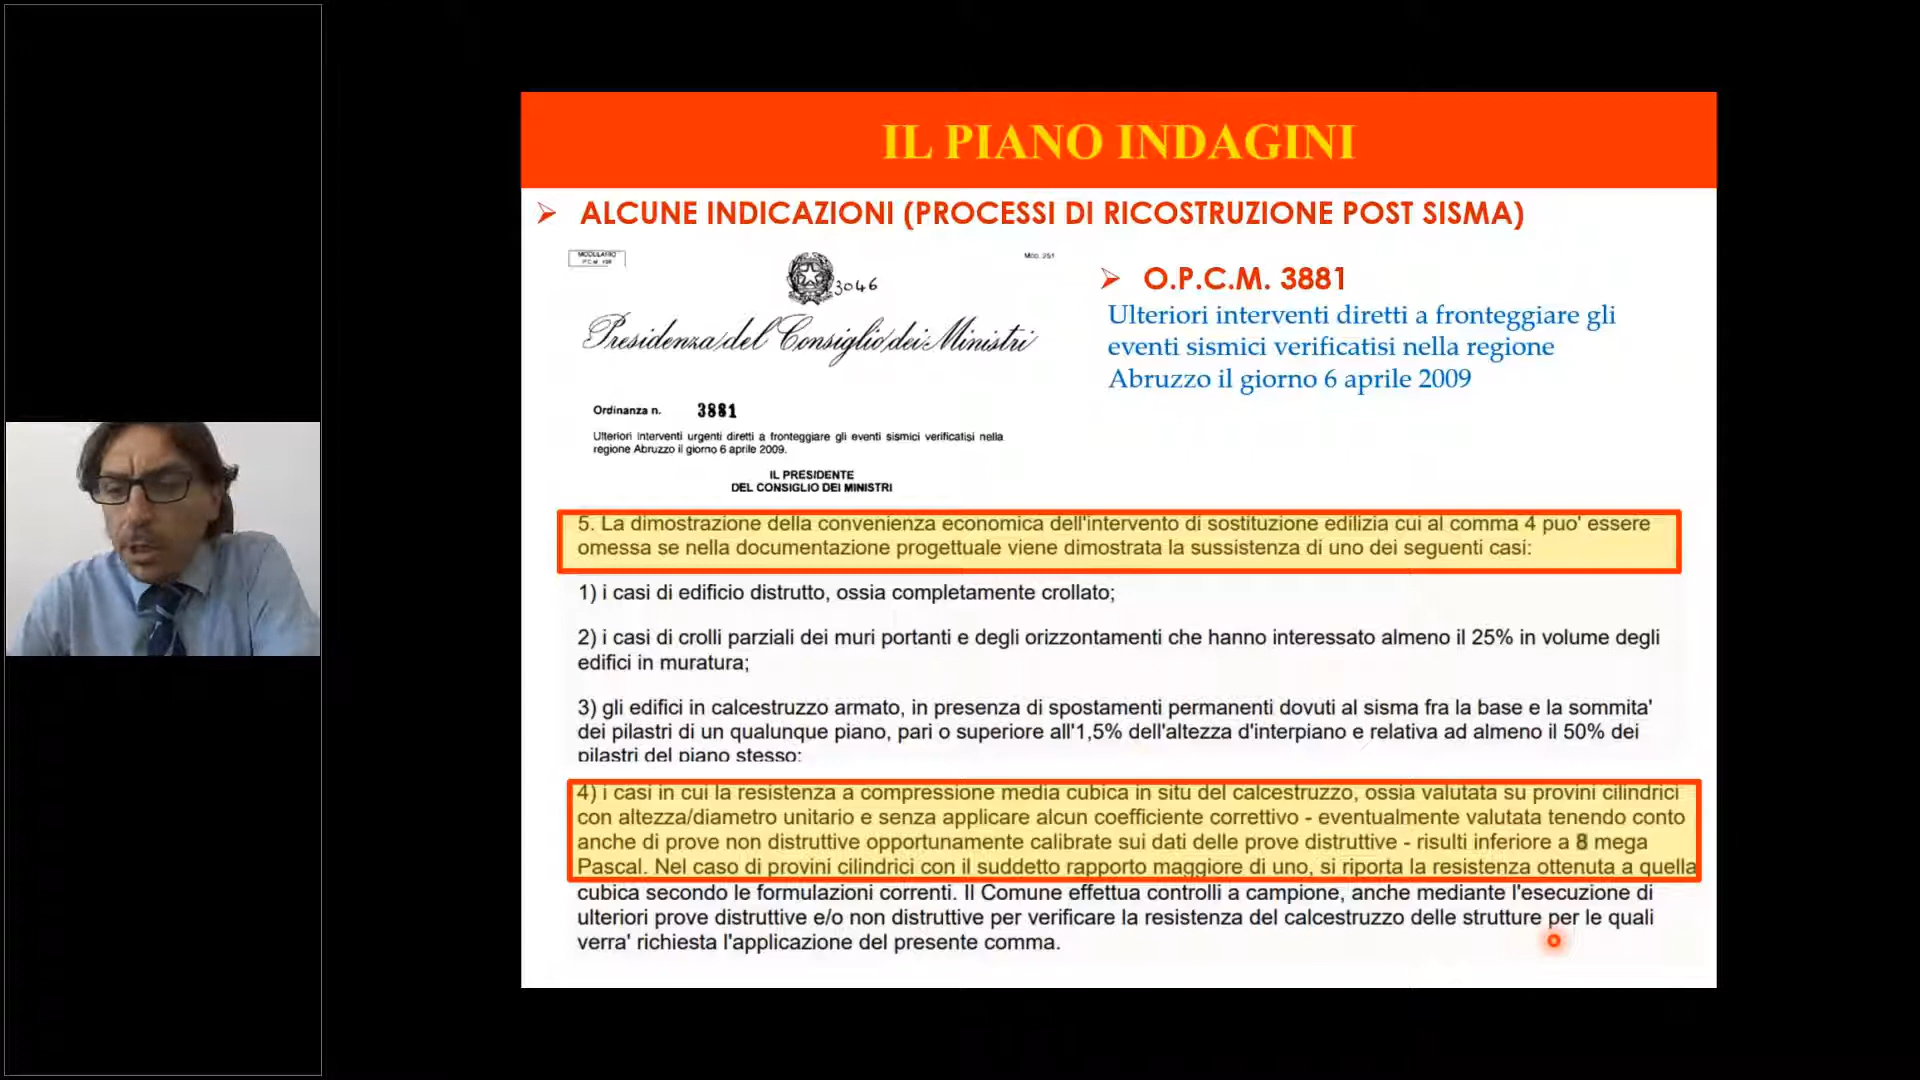 IL PIANO INDAGINI
ALCUNE INDICAZIONI (PROCESSI DI RICOSTRUZIONE POST SISMA)
MODULARIO
P.C.M. 198
Mod. 251
3046
Presidenza del Consiglio dei Ministri
O.P.C.M. 3881
Ulteriori interventi diretti a fronteggiare gli
eventi sismici verificatisi nella regione
Abruzzo il giorno 6 aprile 2009
Ordinanza n. 3881
Ulteriori interventi urgenti diretti a fronteggiare gli eventi sismici verificatisi nella
regione Abruzzo il giorno 6 aprile 2009.
IL PRESIDENTE
DEL CONSIGLIO DEI MINISTRI
5. La dimostrazione della convenienza economica dell'intervento di sostituzione edilizia cui al comma 4 puo' essere
omessa se nella documentazione progettuale viene dimostrata la sussistenza di uno dei seguenti casi:
1) i casi di edificio distrutto, ossia completamente crollato;
2) i casi di crolli parziali dei muri portanti e degli orizzontamenti che hanno interessato almeno il 25% in volume degli
edifici in muratura;
3) gli edifici in calcestruzzo armato, in presenza di spostamenti permanenti dovuti al sisma fra la base e la sommita'
dei pilastri di un qualunque piano, pari o superiore all'1,5% dell'altezza d'interpiano e relativa ad almeno il 50% dei
pilastri del piano stesso;
4) i casi in cui la resistenza a compressione media cubica in situ del calcestruzzo, ossia valutata su provini cilindrici
con altezza/diametro unitario e senza applicare alcun coefficiente correttivo - eventualmente valutata tenendo conto
anche di prove non distruttive opportunamente calibrate sui dati delle prove distruttive - risulti inferiore a 8 mega
Pascal. Nel caso di provini cilindrici con il suddetto rapporto maggiore di uno, si riporta la resistenza ottenuta a quella
cubica secondo le formulazioni correnti. Il Comune effettua controlli a campione, anche mediante l'esecuzione di
ulteriori prove distruttive e/o non distruttive per verificare la resistenza del calcestruzzo delle strutture per le quali
verra' richiesta l'applicazione del presente comma.